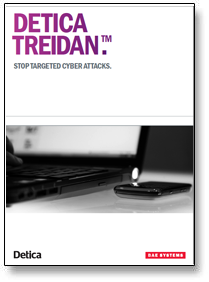 DETICA
TREIDAN.™
STOP TARGETED CYBER ATTACKS.
Detica
BAE SYSTEMS